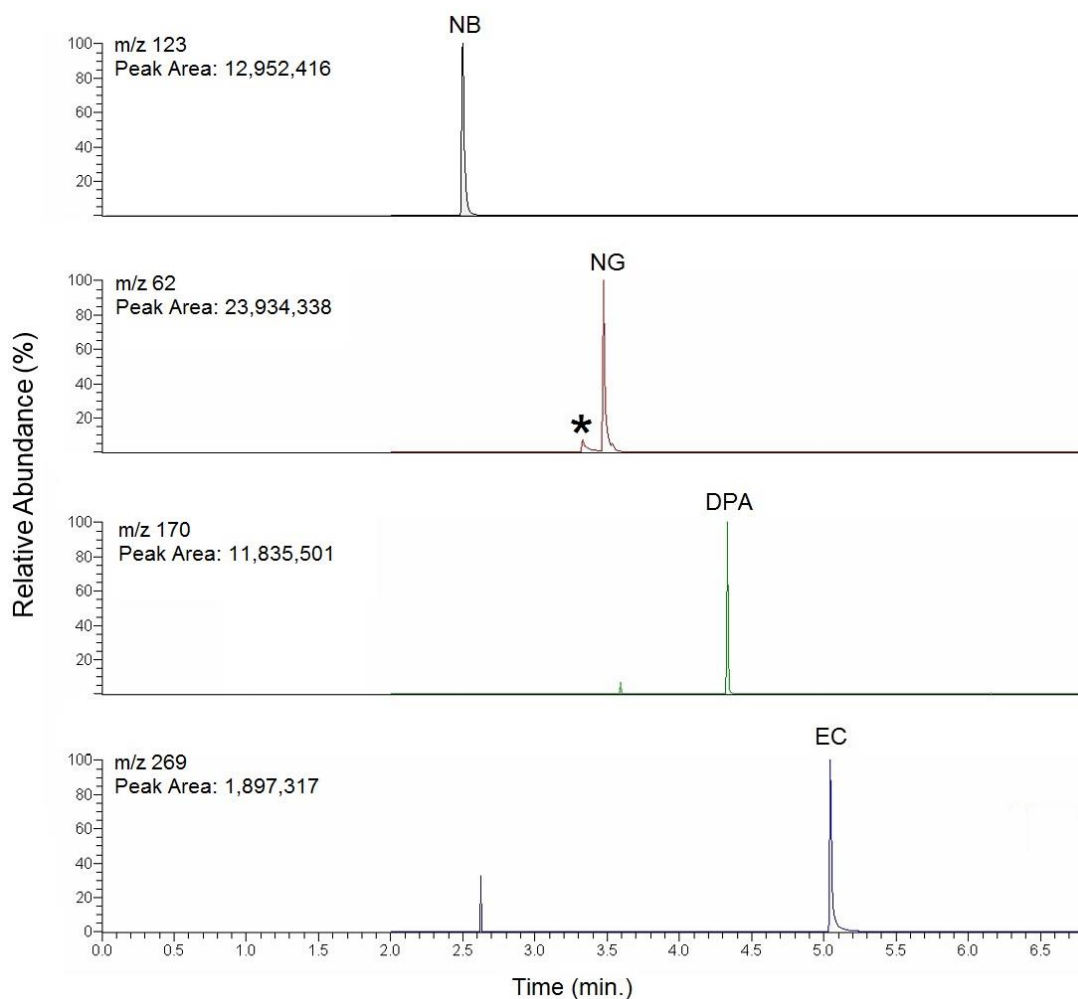 NB
m/z 123
Peak Area: 12,952,416
100
80
60
40
20
NG
m/z 62
Peak Area: 23,934,338
100
80
60
40
20
*
DPA
m/z 170
Peak Area: 11,835,501
100
80
60
40
20
EC
m/z 269
Peak Area: 1,897,317
100
80
60
40
20
0
0.0 0.5 1.0 1.5 2.0 2.5 3.0 3.5 4.0 4.5 5.0 5.5 6.0 6.5
Time (min.)
Relative Abundance (%)